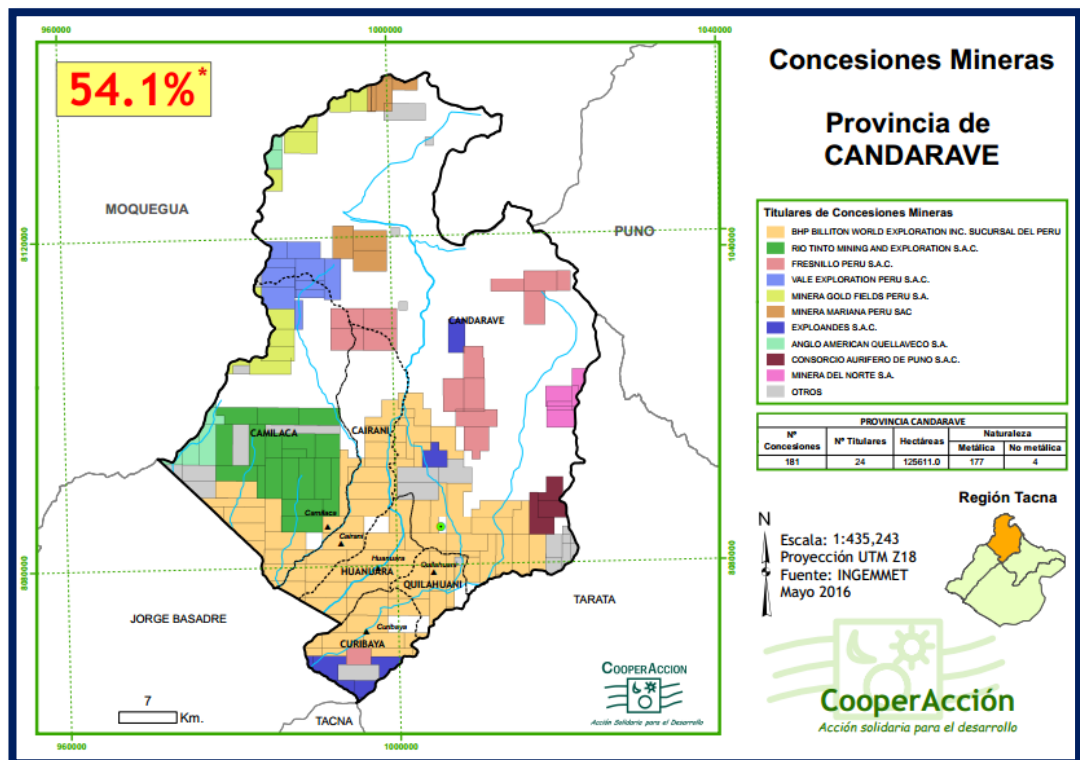 960000
1000000
1040000
54.1%*
MOQUEGUA
PUNO
8120000
1040000
CANDARAVE
CAMILACA
CAIRANI
Camilaca
Cairani
Huanuara
HUANUARA
Quilahuani
QUILAHUANI
8080000
8080000
TARATA
JORGE BASADRE
Curibaya
CURIBAYA
7
Km.
TACNA
COOPERACCION
Acción Solidaria para el Desarrollo
960000
1000000
Concesiones Mineras
Provincia de
CANDARAVE
Titulares de Concesiones Mineras
BHP BILLITON WORLD EXPLORATION INC. SUCURSAL DEL PERU
RIO TINTO MINING AND EXPLORATION S.A.C.
FRESNILLO PERU S.A.C.
VALE EXPLORATION PERU S.A.C.
MINERA GOLD FIELDS PERU S.A.
MINERA MARIANA PERU SAC
EXPLOANDES S.A.C.
ANGLO AMERICAN QUELLAVECO S.A.
CONSORCIO AURIFERO DE PUNO S.A.C.
MINERA DEL NORTE S.A.
OTROS
PROVINCIA CANDARAVE
Nº Concesiones Nº Titulares Hectáreas Naturaleza
Metálica No metálica
181 24 125611.0 177 4
Región Tacna
N
Escala: 1:435,243
Proyección UTM Z18
Fuente: INGEMMET
Mayo 2016
CooperAcción
Acción solidaria para el desarrollo